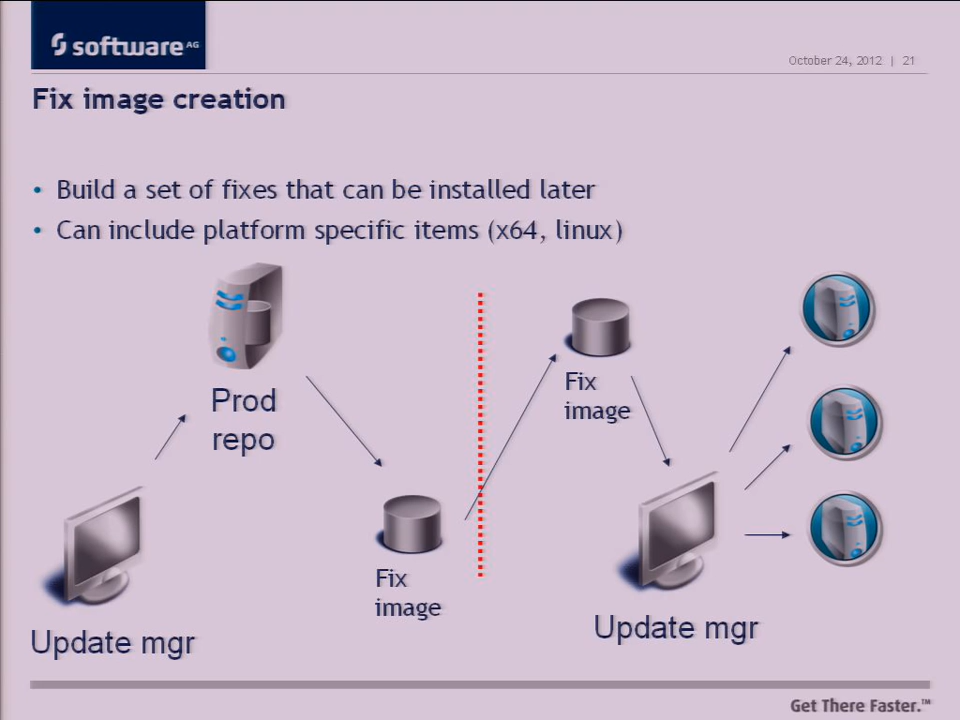 software AG
October 24, 2012 | 21
Fix image creation
• Build a set of fixes that can be installed later
• Can include platform specific items (x64, linux)
Prod
repo
Fix
image
Fix
image
Update mgr
Update mgr
Get There Faster.™